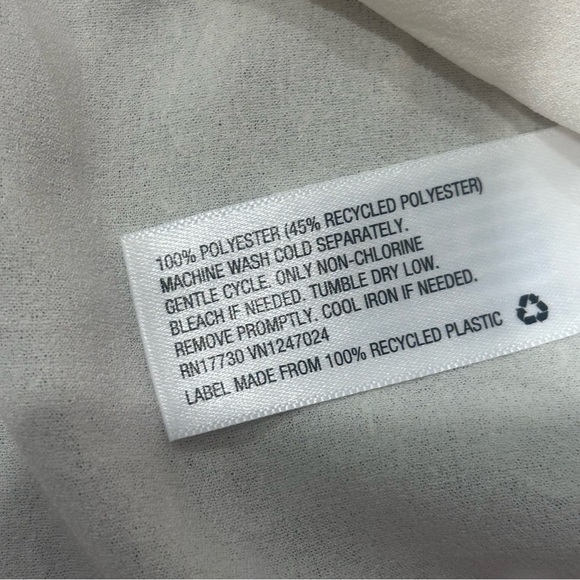 100% POLYESTER (45% RECYCLED POLYESTER)
MACHINE WASH COLD SEPARATELY.
GENTLE CYCLE. ONLY NON-CHLORINE
BLEACH IF NEEDED. TUMBLE DRY LOW.
REMOVE PROMPTLY. COOL IRON IF NEEDED.
RN17730 VN1247024
LABEL MADE FROM 100% RECYCLED PLASTIC